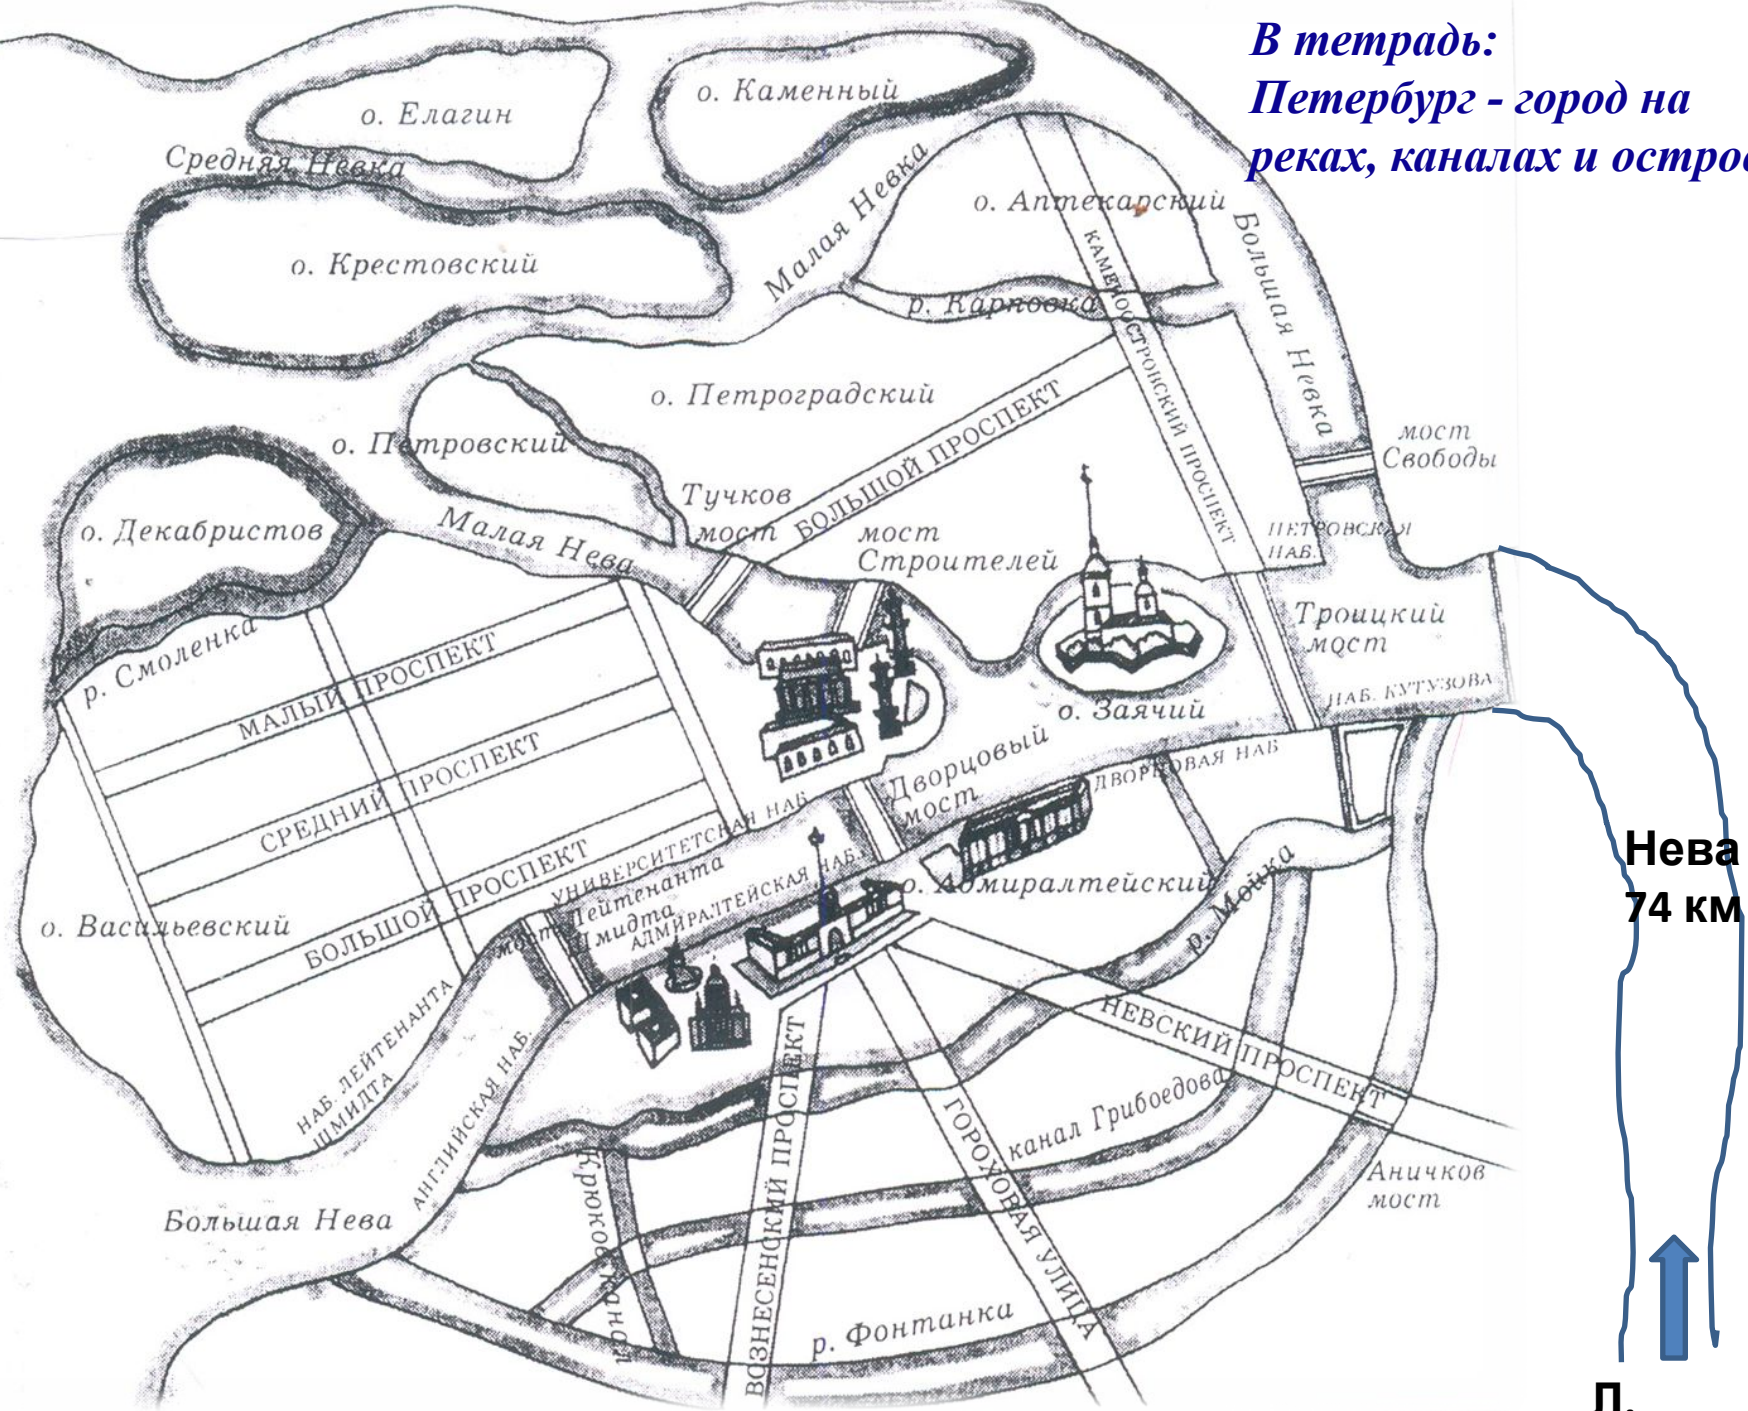 В тетрадь:
Петербург - город на
реках, каналах и остров
о. Елагин
о. Каменный
Средняя Невка
о. Крестовский
Малая Невка
о. Аптекарский
КАМЕНООСТРОВСКИЙ ПРОСПЕКТ
Большая Невка
р. Карповка
о. Петроградский
о. Петровский
БОЛЬШОЙ ПРОСПЕКТ
мост
Свободы
о. Декабристов
Малая Нева
Тучков
мост
мост
Строителей
ПЕТРОВСКАЯ
НАБ.
Троицкий
мост
р. Смоленка
МАЛЫЙ ПРОСПЕКТ
НАБ. КУТУЗОВА
о. Заячий
Дворцовый
мост
ДВОРЦОВАЯ НАБ
СРЕДНИЙ ПРОСПЕКТ
УНИВЕРСИТЕТСКАЯ НАБ.
БОЛЬШОЙ ПРОСПЕКТ
мост Лейтенанта
Шмидта
АДМИРАЛТЕЙСКАЯ НАБ.
о. Адмиралтейский
р. Мойка
Нева
74 км
о. Васильевский
НАБ. ЛЕЙТЕНАНТА
ШМИДТА
АНГЛИЙСКАЯ НАБ.
НЕВСКИЙ ПРОСПЕКТ
канал Грибоедова
Аничков
мост
Большая Нева
Крюков канал
ВОЗНЕСЕНСКИЙ ПРОСПЕКТ
ГОРОХОВАЯ УЛИЦА
р. Фонтанка
Л.